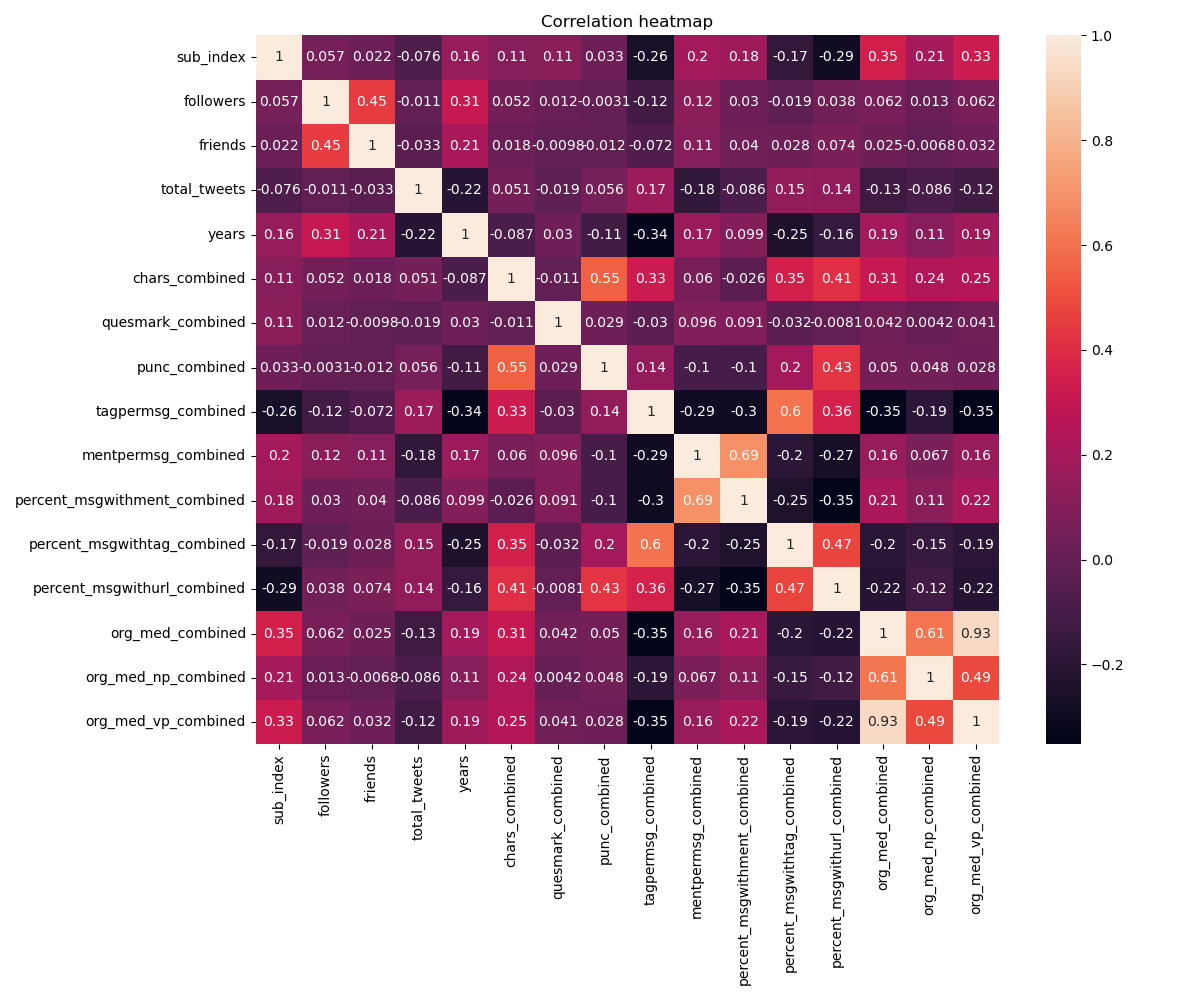 Correlation heatmap
sub_index 1 0.057 0.022 -0.076 0.16 0.11 0.11 0.033 -0.26 0.2 0.18 -0.17 -0.29 0.35 0.21 0.33
followers 0.057 1 0.45 -0.011 0.31 0.052 0.012 -0.0031 -0.12 0.12 0.03 -0.019 0.038 0.062 0.013 0.062
friends 0.022 0.45 1 -0.033 0.21 0.018 -0.0098 -0.012 -0.072 0.11 0.04 0.028 0.074 0.025 -0.0068 0.032
total_tweets -0.076 -0.011 -0.033 1 -0.22 0.051 -0.019 0.056 0.17 -0.18 -0.086 0.15 0.14 -0.13 -0.086 -0.12
years 0.16 0.31 0.21 -0.22 1 -0.087 0.03 -0.11 -0.34 0.17 0.099 -0.25 -0.16 0.19 0.11 0.19
chars_combined 0.11 0.052 0.018 0.051 -0.087 1 -0.011 0.55 0.33 0.06 -0.026 0.35 0.41 0.31 0.24 0.25
quesmark_combined 0.11 0.012 -0.0098 -0.019 0.03 -0.011 1 0.029 -0.03 0.096 0.091 -0.032 -0.0081 0.042 0.0042 0.041
punc_combined 0.033 -0.0031 -0.012 0.056 -0.11 0.55 0.029 1 0.14 -0.1 -0.1 0.2 0.43 0.05 0.048 0.028
tagpermsg_combined -0.26 -0.12 -0.072 0.17 -0.34 0.33 -0.03 0.14 1 -0.29 -0.3 0.6 0.36 -0.35 -0.19 -0.35
mentpermsg_combined 0.2 0.12 0.11 -0.18 0.17 0.06 0.096 -0.1 -0.29 1 0.69 -0.2 -0.27 0.16 0.067 0.16
percent_msgwithment_combined 0.18 0.03 0.04 -0.086 0.099 -0.026 0.091 -0.1 -0.3 0.69 1 -0.25 -0.35 0.21 0.11 0.22
percent_msgwithtag_combined -0.17 -0.019 0.028 0.15 -0.25 0.35 -0.032 0.2 0.6 -0.2 -0.25 1 0.47 -0.2 -0.15 -0.19
percent_msgwithurl_combined -0.29 0.038 0.074 0.14 -0.16 0.41 -0.0081 0.43 0.36 -0.27 -0.35 0.47 1 -0.22 -0.12 -0.22
org_med_combined 0.35 0.062 0.025 -0.13 0.19 0.31 0.042 0.05 -0.35 0.16 0.21 -0.2 -0.22 1 0.61 0.93
org_med_np_combined 0.21 0.013 -0.0068 -0.086 0.11 0.24 0.0042 0.048 -0.19 0.067 0.11 -0.15 -0.12 0.61 1 0.49
org_med_vp_combined 0.33 0.062 0.032 -0.12 0.19 0.25 0.041 0.028 -0.35 0.16 0.22 -0.19 -0.22 0.93 0.49 1
sub_index
followers
friends
total_tweets
years
chars_combined
quesmark_combined
punc_combined
tagpermsg_combined
mentpermsg_combined
percent_msgwithment_combined
percent_msgwithtag_combined
percent_msgwithurl_combined
org_med_combined
org_med_np_combined
org_med_vp_combined
1.0
0.8
0.6
0.4
0.2
0.0
−0.2